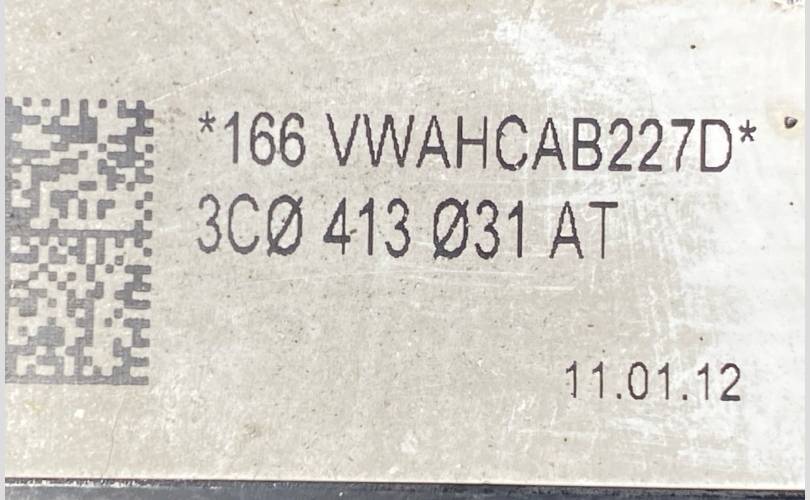 *166 VWAHCAB227D*
3CØ 413 Ø31 AT
11.01.12